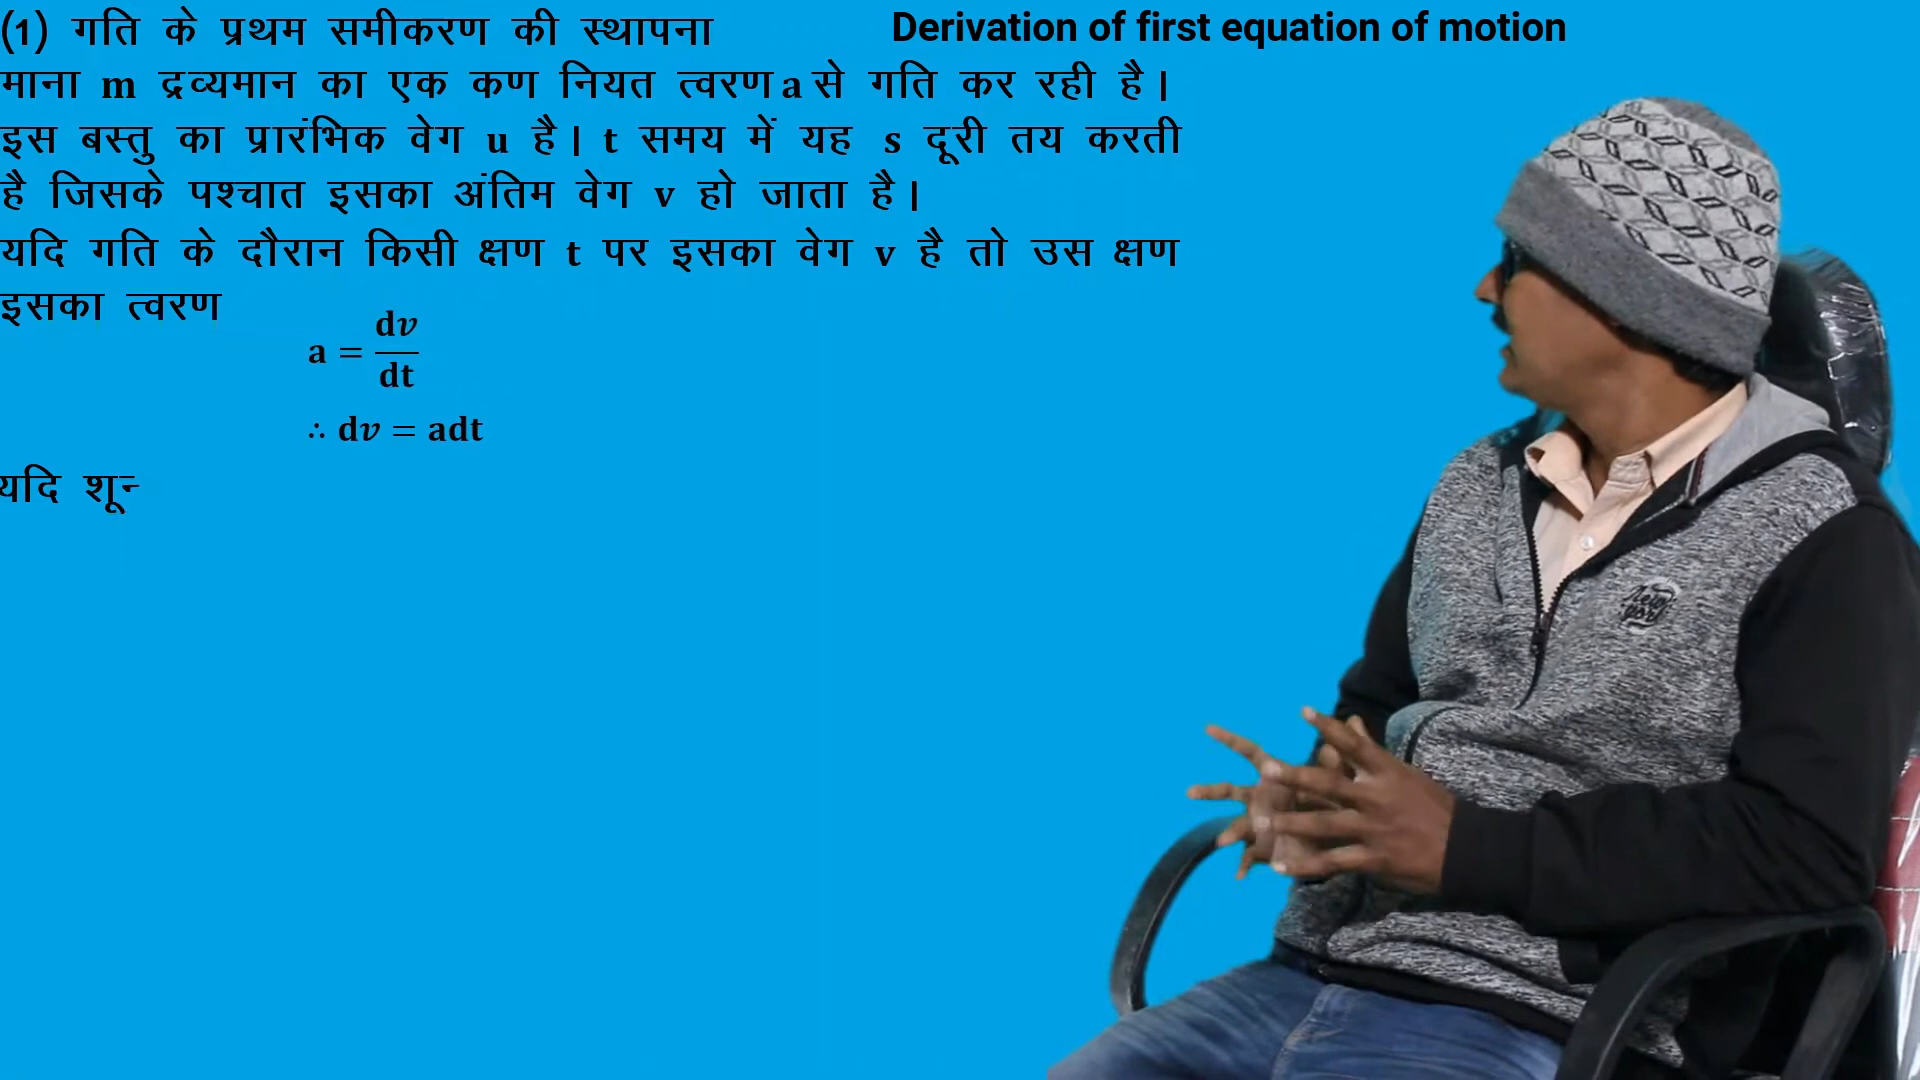 (1) गति के प्रथम समीकरण की स्थापना Derivation of first equation of motion
माना m द्रव्यमान का एक कण नियत त्वरण a से गति कर रही है।
इस बस्तु का प्रारंभिक वेग u है। t समय में यह s दूरी तय करती
है जिसके पश्चात इसका अंतिम वेग v हो जाता है।
यदि गति के दौरान किसी क्षण t पर इसका वेग v है तो उस क्षण
इसका त्वरण
a = dv/dt
∴ dv = adt
यदि शून्
New York